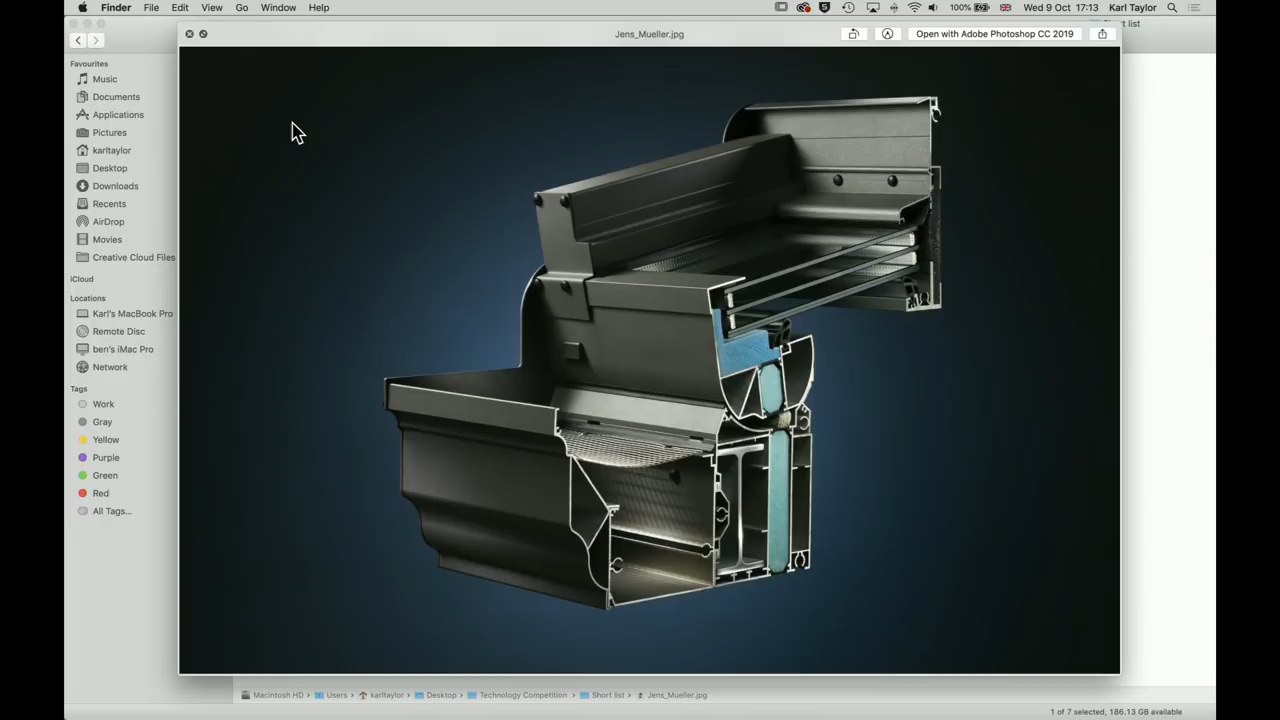 Finder File Edit View Go Window Help
100% Wed 9 Oct 17:13 Karl Taylor
Jens_Mueller.jpg
Open with Adobe Photoshop CC 2019
Favourites
Music
Documents
Applications
Pictures
karltaylor
Desktop
Downloads
Recents
AirDrop
Movies
Creative Cloud Files
iCloud
Locations
Karl's MacBook Pro
Remote Disc
ben's iMac Pro
Network
Tags
Work
Gray
Yellow
Purple
Green
Red
All Tags...
Macintosh HD › Users › karltaylor › Desktop › Technology Competition › Short list › Jens_Mueller.jpg
1 of 7 selected, 186.13 GB available